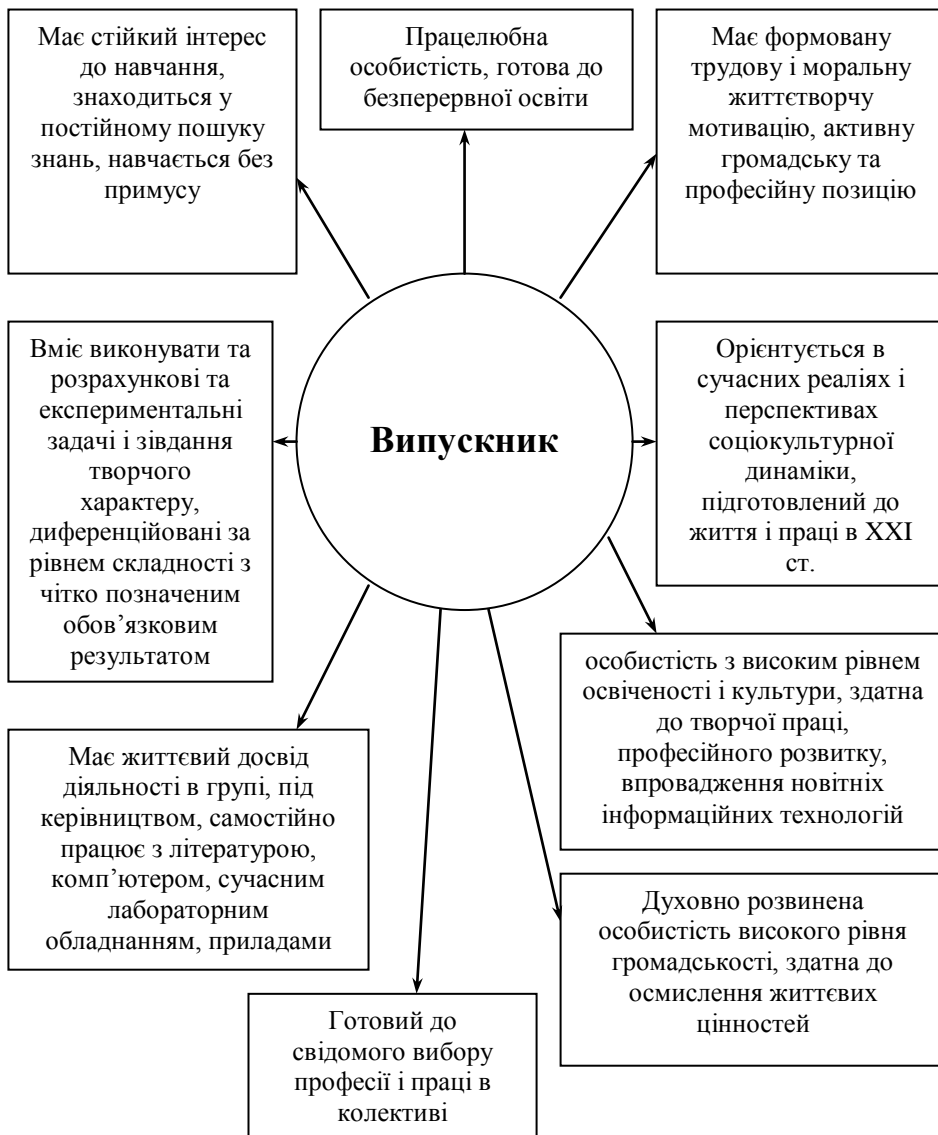 Має стійкий інтерес
до навчання,
знаходиться у
постійному пошуку
знань, навчається без
примусу
Працелюбна
особистість, готова до
безперервної освіти
Має формовану
трудову і моральну
життєтворчу
мотивацію, активну
громадську та
професійну позицію
Вміє виконувати та
розрахункові та
експериментальні
задачі і зівдання
творчого
характеру,
диференційовані за
рівнем складності з
чітко позначеним
обов’язковим
результатом
Випускник
Орієнтується в
сучасних реаліях і
перспективах
соціокультурної
динаміки,
підготовлений до
життя і праці в XXI
ст.
особистість з високим рівнем
освіченості і культури, здатна
до творчої праці,
професійного розвитку,
впровадження новітніх
інформаційних технологій
Має життєвий досвід
діяльності в групі, під
керівництвом, самостійно
працює з літературою,
комп’ютером, сучасним
лабораторним
обладнанням, приладами
Духовно розвинена
особистість високого рівня
громадськості, здатна до
осмислення життєвих
цінностей
Готовий до
свідомого вибору
професії і праці в
колективі